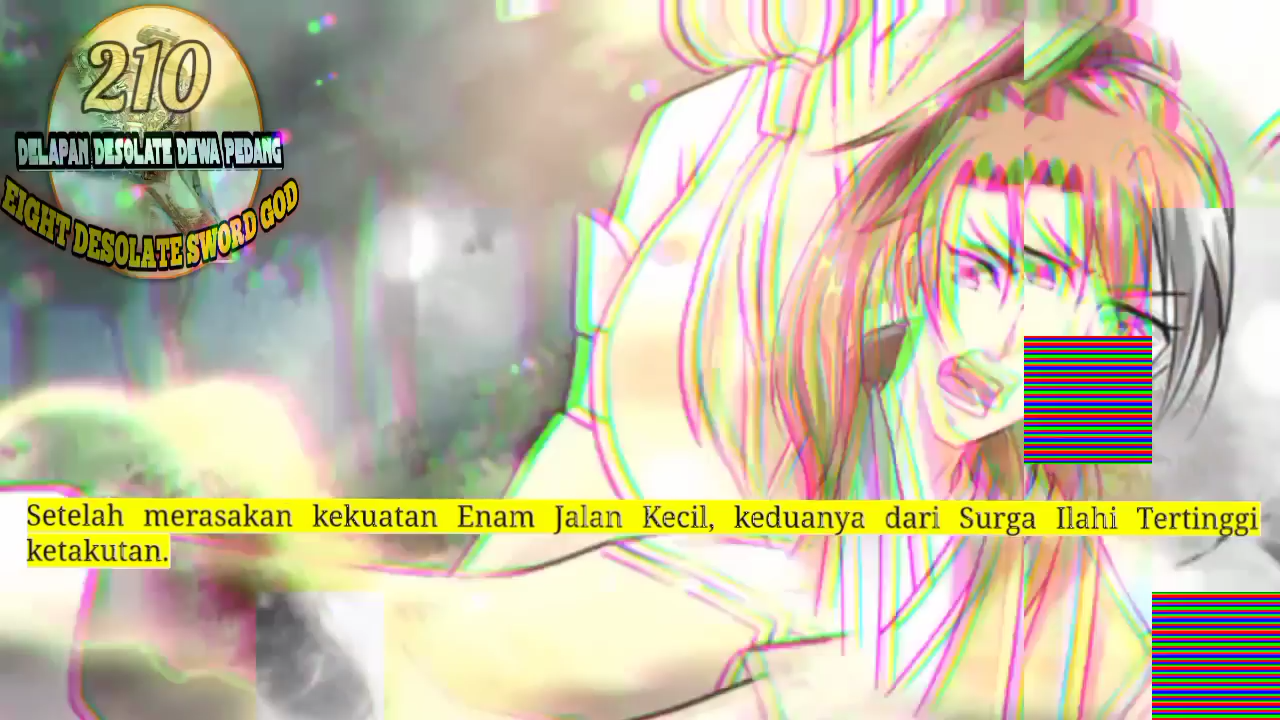 210
DELAPAN DESOLATE DEWA PEDANG
EIGHT DESOLATE SWORD GOD
Setelah merasakan kekuatan Enam Jalan Kecil, keduanya dari Surga Ilahi Tertinggi
ketakutan.